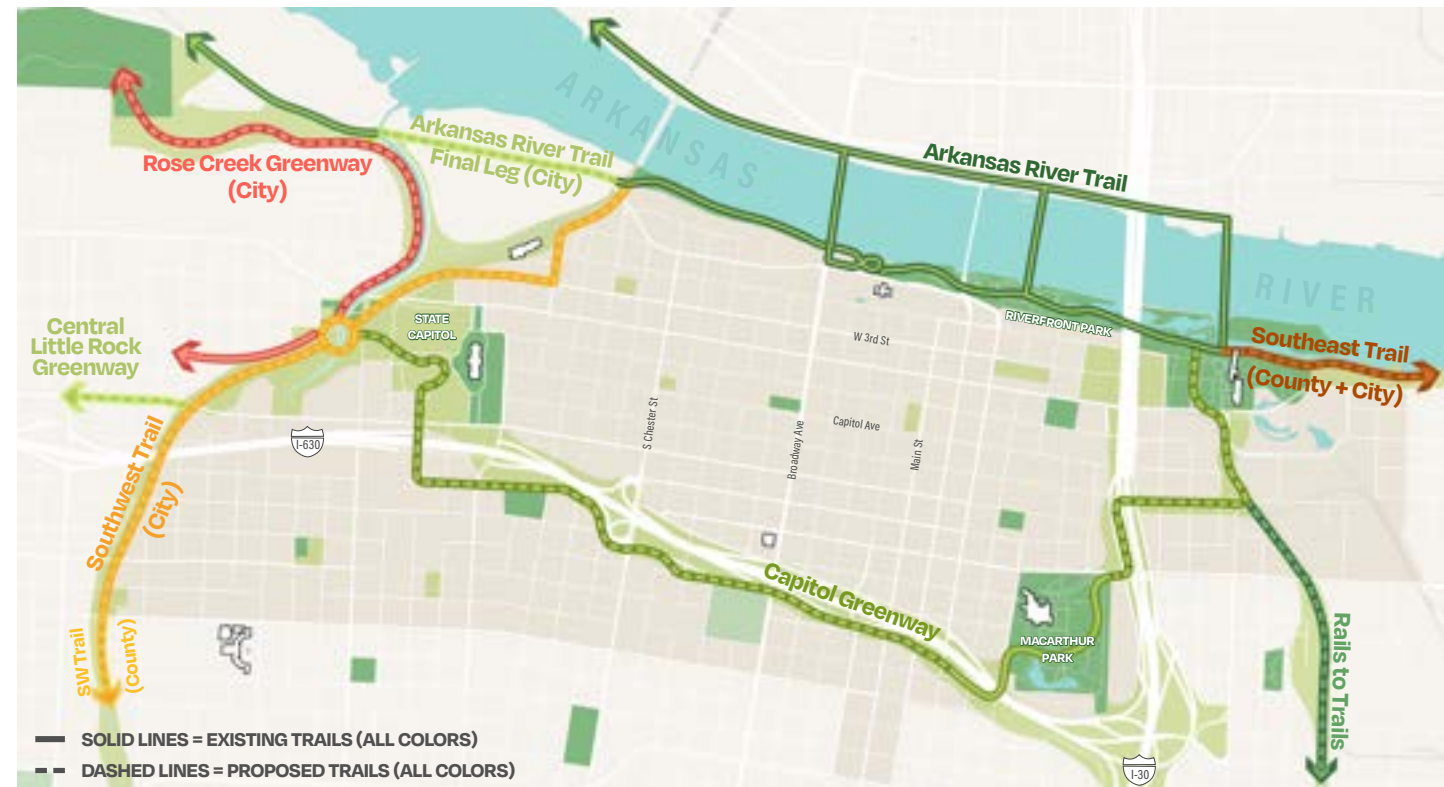 ARKANSAS
Arkansas River Trail
Final Leg (City)
Arkansas River Trail
Rose Creek Greenway
(City)
RIVER
Central
Little Rock
Greenway
STATE
CAPITOL
RIVERFRONT PARK
W 3rd St
Southeast Trail
(County + City)
S Chester St
Broadway Ave
Capitol Ave
Main St
I-630
Southwest Trail
(City)
Capitol Greenway
MACARTHUR
PARK
SW Trail
(County)
Rails to Trails
SOLID LINES = EXISTING TRAILS (ALL COLORS)
DASHED LINES = PROPOSED TRAILS (ALL COLORS)
I-30